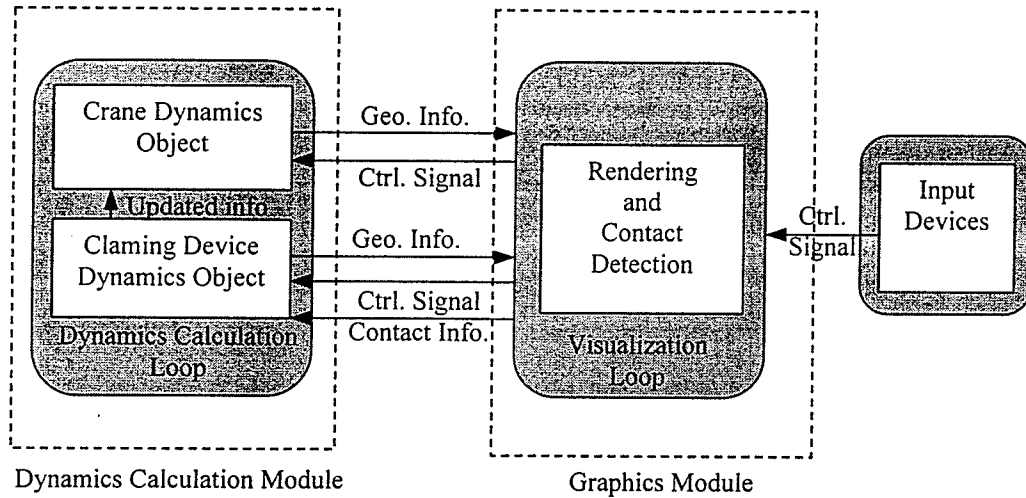 Crane Dynamics
Object
Updated info
Claming Device
Dynamics Object
Dynamics Calculation
Loop
Geo. Info.
Ctrl. Signal
Geo. Info.
Ctrl. Signal
Contact Info.
Rendering
and
Contact
Detection
Visualization
Loop
Ctrl.
Signal
Input
Devices
Dynamics Calculation Module
Graphics Module